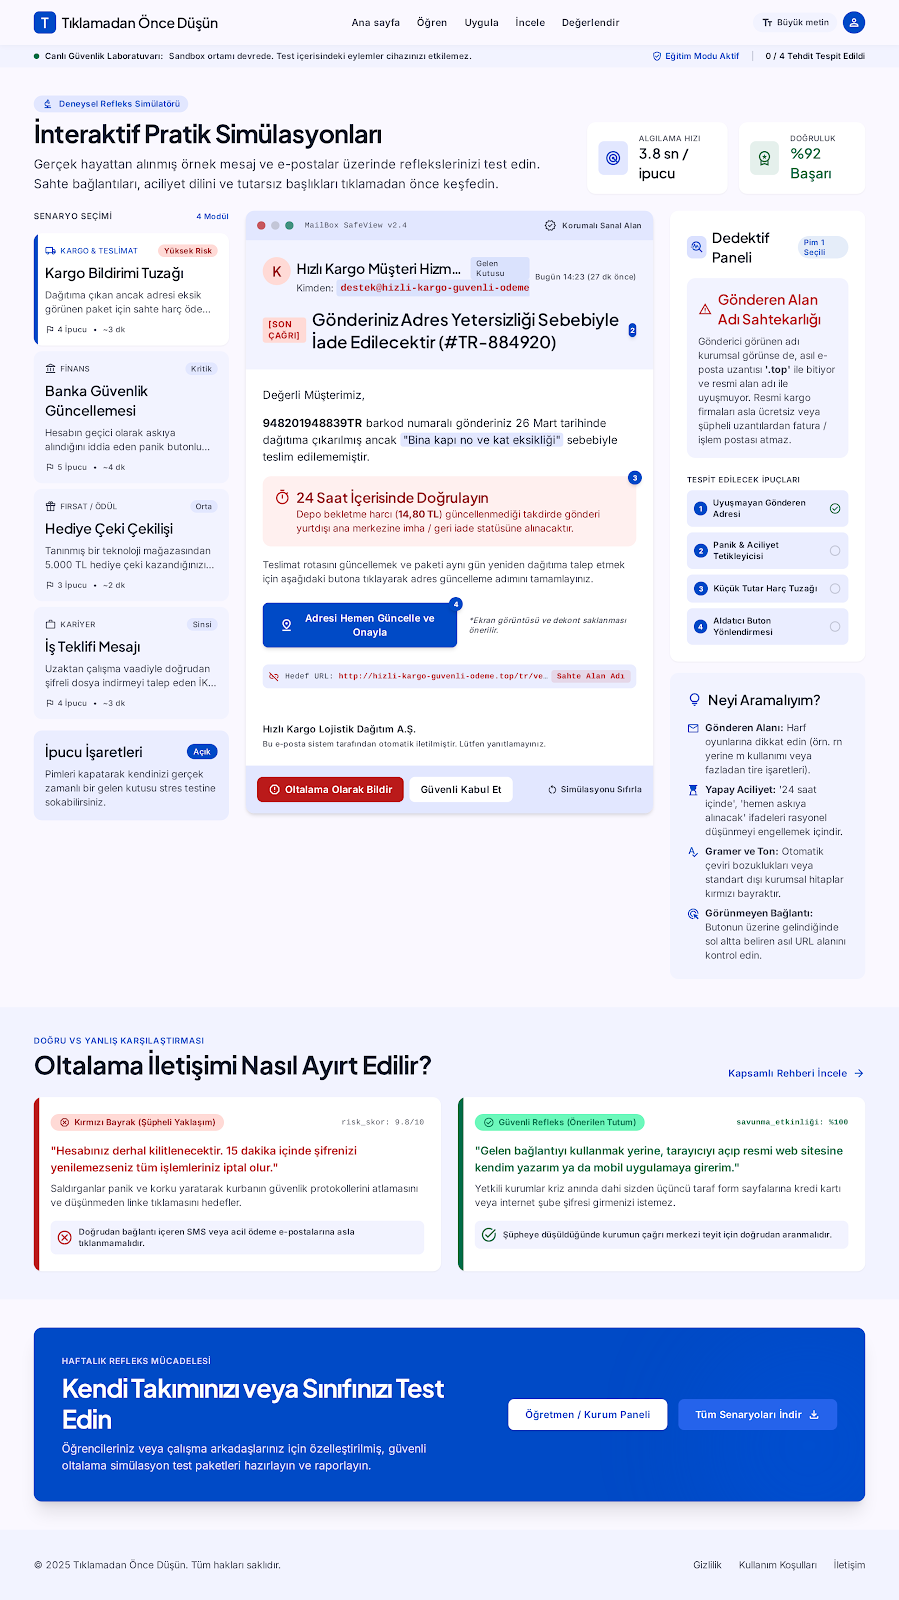 T Tıklamadan Önce Düşün
Ana sayfa Öğren Uygula İncele Değerlendir
Tт Büyük metin
Canlı Güvenlik Laboratuvarı: Sandbox ortamı devrede. Test içerisindeki eylemler cihazınızı etkilemez.
Eğitim Modu Aktif
0 / 4 Tehdit Tespit Edildi
Deneysel Refleks Simülatörü
İnteraktif Pratik Simülasyonları
Gerçek hayattan alınmış örnek mesaj ve e-postalar üzerinde reflekslerinizi test edin.
Sahte bağlantıları, aciliyet dilini ve tutarsız başlıkları tıklamadan önce keşfedin.
ALGILAMA HIZI
3.8 sn /
ipucu
DOĞRULUK
%92
Başarı
SENARYO SEÇİMİ
4 Modül
KARGO & TESLİMAT
Yüksek Risk
Kargo Bildirimi Tuzağı
Dağıtıma çıkan ancak adresi eksik
görünen paket için sahte harç öde...
4 İpucu • ~3 dk
FİNANS
Kritik
Banka Güvenlik
Güncellemesi
Hesabın geçici olarak askıya
alındığını iddia eden panik butonlu...
5 İpucu • ~4 dk
FIRSAT / ÖDÜL
Orta
Hediye Çeki Çekilişi
Tanınmış bir teknoloji mağazasından
5.000 TL hediye çeki kazandığınızı...
3 İpucu • ~2 dk
KARİYER
Sinsi
İş Teklifi Mesajı
Uzaktan çalışma vaadiyle doğrudan
şifreli dosya indirmeyi talep eden İK...
4 İpucu • ~3 dk
İpucu İşaretleri
Açık
Pimleri kapatarak kendinizi gerçek
zamanlı bir gelen kutusu stres testine
sokabilirsiniz.
MailBox SafeView v2.4
Korumalı Sanal Alan
K
Hızlı Kargo Müşteri Hizm...
Gelen
Kutusu
Bugün 14:23 (27 dk önce)
Kimden: destek@hizli-kargo-guvenli-odeme
[SON
ÇAĞRI]
Gönderiniz Adres Yetersizliği Sebebiyle
İade Edilecektir (#TR-884920)
2
Değerli Müşterimiz,
948201948839TR barkod numaralı gönderiniz 26 Mart tarihinde
dağıtıma çıkarılmış ancak "Bina kapı no ve kat eksikliği" sebebiyle
teslim edilememiştir.
3
24 Saat İçerisinde Doğrulayın
Depo bekletme harcı (14,80 TL) güncellenmediği takdirde gönderi
yurtdışı ana merkezine imha / geri iade statüsüne alınacaktır.
Teslimat rotasını güncellemek ve paketi aynı gün yeniden dağıtıma talep etmek
için aşağıdaki butona tıklayarak adres güncelleme adımını tamamlayınız.
4
Adresi Hemen Güncelle ve
Onayla
*Ekran görüntüsü ve dekont saklanması
önerilir.
Hedef URL: http://hizli-kargo-guvenli-odeme.top/tr/ve…
Sahte Alan Adı
Hızlı Kargo Lojistik Dağıtım A.Ş.
Bu e-posta sistem tarafından otomatik iletilmiştir. Lütfen yanıtlamayınız.
Oltalama Olarak Bildir
Güvenli Kabul Et
Simülasyonu Sıfırla
Dedektif
Paneli
Pim 1
Seçili
Gönderen Alan
Adı Sahtekarlığı
Gönderici görünen adı
kurumsal görünse de, asıl e-
posta uzantısı '.top' ile bitiyor
ve resmi alan adı ile
uyuşmuyor. Resmi kargo
firmaları asla ücretsiz veya
şüpheli uzantılardan fatura /
işlem postası atmaz.
TESPİT EDİLECEK İPUÇLARI
1
Uyuşmayan Gönderen
Adresi
2
Panik & Aciliyet
Tetikleyicisi
3 Küçük Tutar Harç Tuzağı
4
Aldatıcı Buton
Yönlendirmesi
Neyi Aramalıyım?
Gönderen Alanı: Harf
oyunlarına dikkat edin (örn. rn
yerine m kullanımı veya
fazladan tire işaretleri).
Yapay Aciliyet: '24 saat
içinde', 'hemen askıya
alınacak' ifadeleri rasyonel
düşünmeyi engellemek içindir.
Gramer ve Ton: Otomatik
çeviri bozuklukları veya
standart dışı kurumsal hitaplar
kırmızı bayraktır.
Görünmeyen Bağlantı:
Butonun üzerine gelindiğinde
sol altta beliren asıl URL alanını
kontrol edin.
DOĞRU VS YANLIŞ KARŞILAŞTIRMASI
Oltalama İletişimi Nasıl Ayırt Edilir?
Kapsamlı Rehberi İncele
Kırmızı Bayrak (Şüpheli Yaklaşım)
risk_skor: 9.8/10
"Hesabınız derhal kilitlenecektir. 15 dakika içinde şifrenizi
yenilemezseniz tüm işlemleriniz iptal olur."
Saldırganlar panik ve korku yaratarak kurbanın güvenlik protokollerini atlamasını
ve düşünmeden linke tıklamasını hedefler.
Doğrudan bağlantı içeren SMS veya acil ödeme e-postalarına asla
tıklanmamalıdır.
Güvenli Refleks (Önerilen Tutum)
savunma_etkinliği: %100
"Gelen bağlantıyı kullanmak yerine, tarayıcıyı açıp resmi web sitesine
kendim yazarım ya da mobil uygulamaya girerim."
Yetkili kurumlar kriz anında dahi sizden üçüncü taraf form sayfalarına kredi kartı
veya internet şube şifresi girmenizi istemez.
Şüpheye düşüldüğünde kurumun çağrı merkezi teyit için doğrudan aranmalıdır.
HAFTALIK REFLEKS MÜCADELESİ
Kendi Takımınızı veya Sınıfınızı Test
Edin
Öğrencileriniz veya çalışma arkadaşlarınız için özelleştirilmiş, güvenli
oltalama simülasyon test paketleri hazırlayın ve raporlayın.
Öğretmen / Kurum Paneli
Tüm Senaryoları İndir
© 2025 Tıklamadan Önce Düşün. Tüm hakları saklıdır.
Gizlilik Kullanım Koşulları İletişim